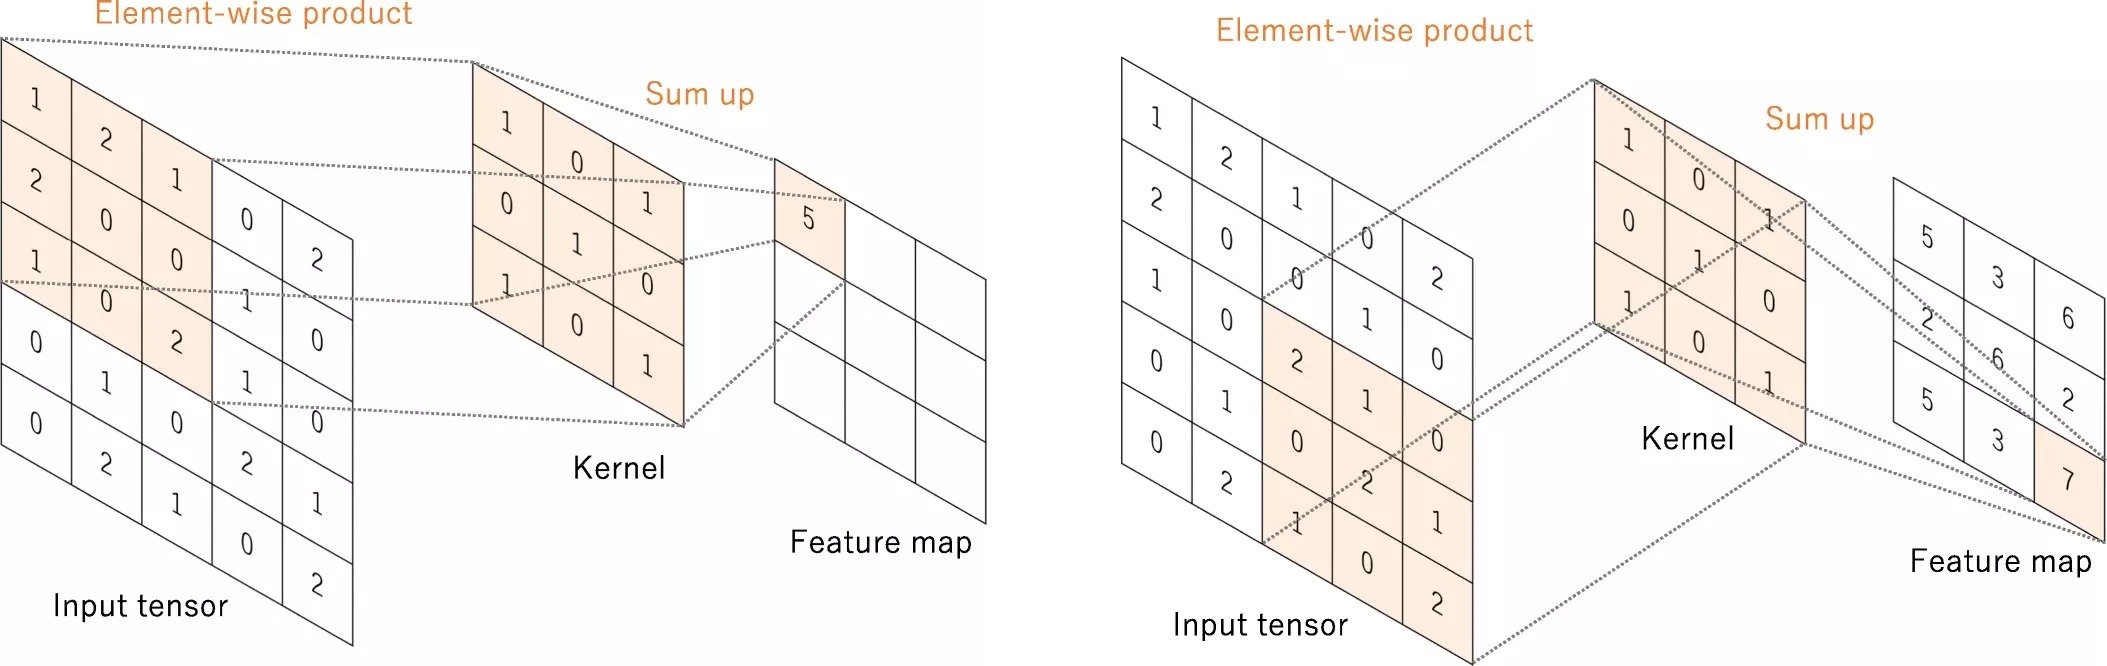 Element-wise product
Sum up
1 2 1 0 2
2 0 0 1 0
1 0 2 1 0
0 1 0 2 1
0 2 1 0 2
Input tensor
1 0 1
0 1 0
1 0 1
Kernel
5
Feature map
Element-wise product
Sum up
1 2 1 0 2
2 0 0 1 0
1 0 2 1 0
0 1 0 2 1
0 2 1 0 2
Input tensor
1 0 1
0 1 0
1 0 1
Kernel
5 3 6
2 6 2
5 3 7
Feature map